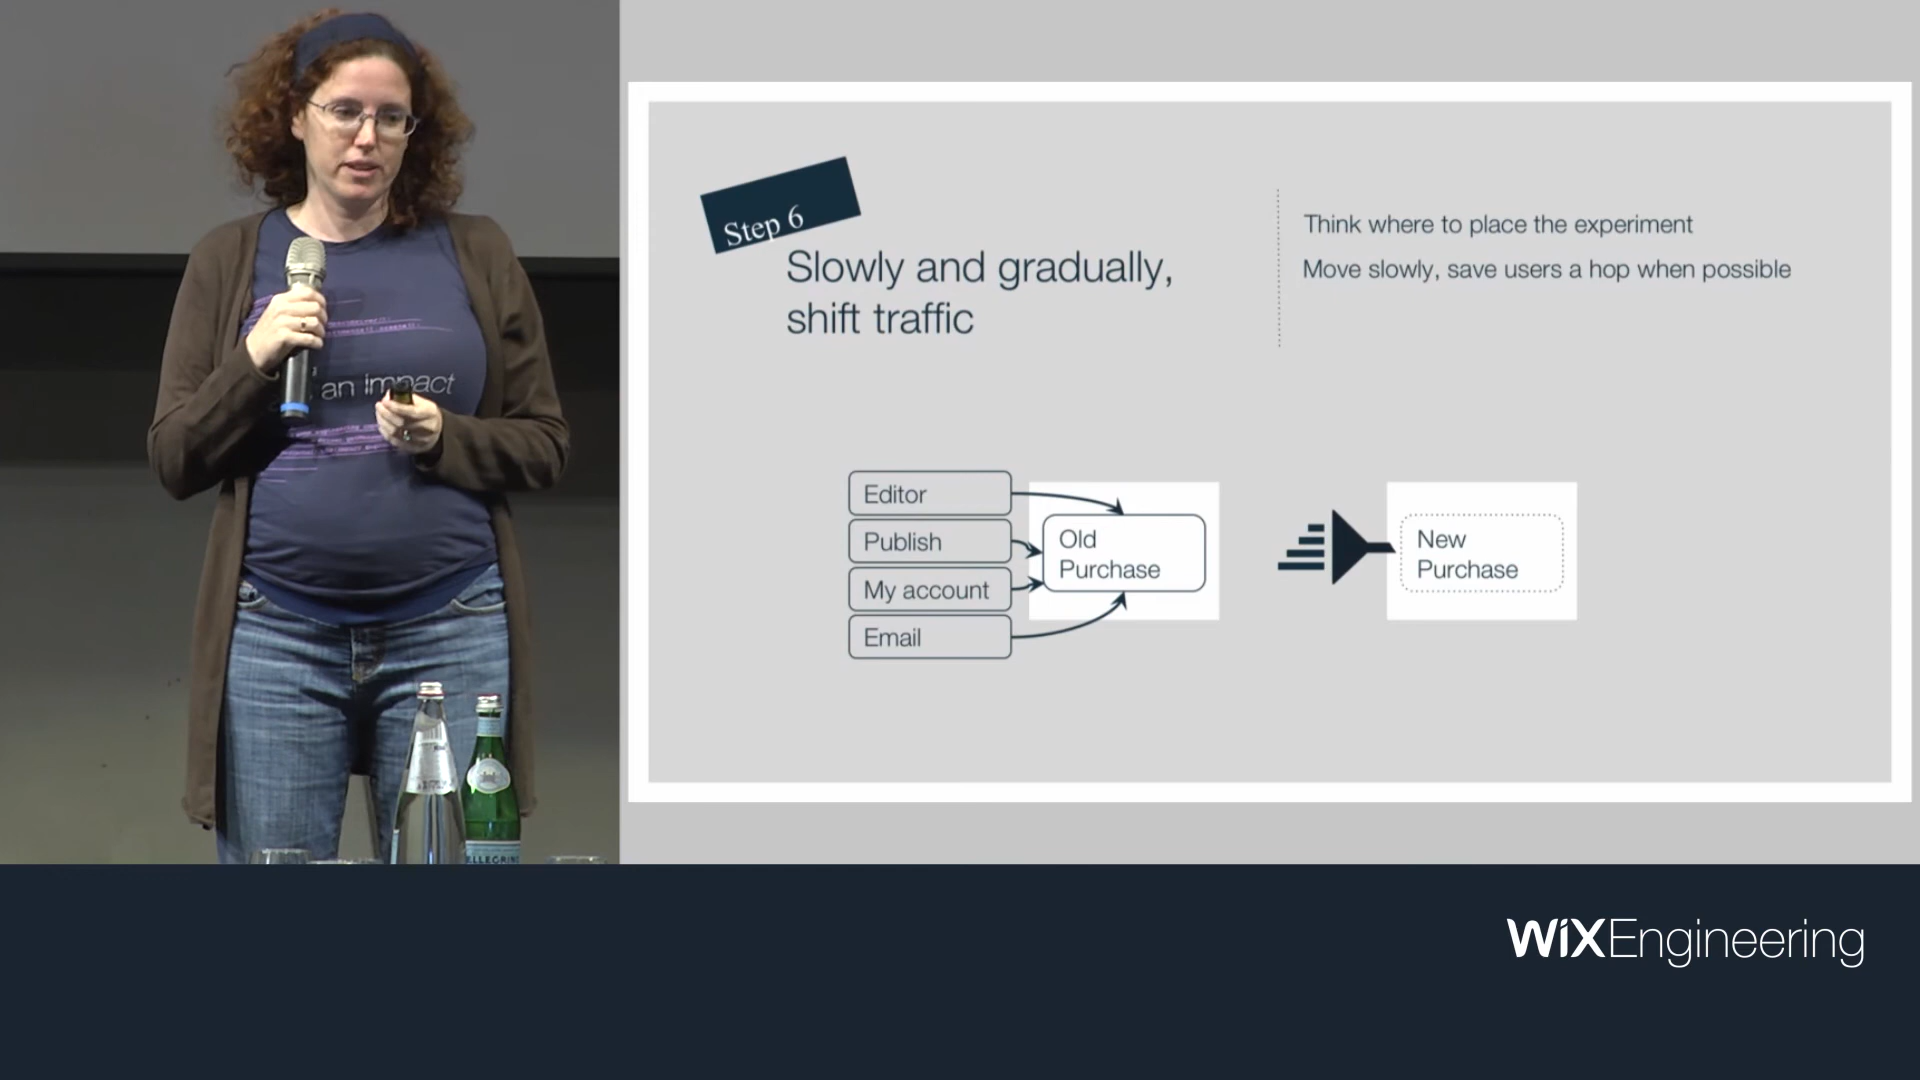 Step 6
Slowly and gradually,
shift traffic
Think where to place the experiment
Move slowly, save users a hop when possible
Editor
Publish
My account
Email
Old
Purchase
New
Purchase
an impact
ELLEGRINO
WiXEngineering